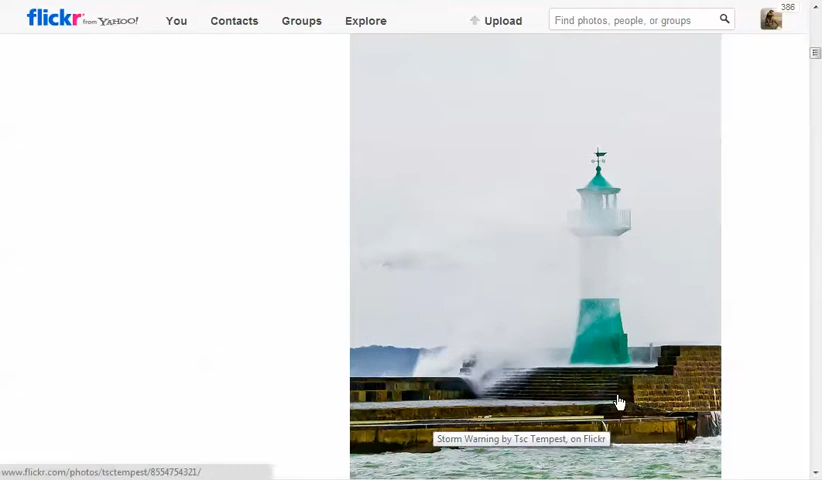 flickr from YAHOO! You Contacts Groups Explore Upload Find photos, people, or groups 386
Storm Warning by Tsc Tempest, on Flickr
www.flickr.com/photos/tsctempest/8554754321/